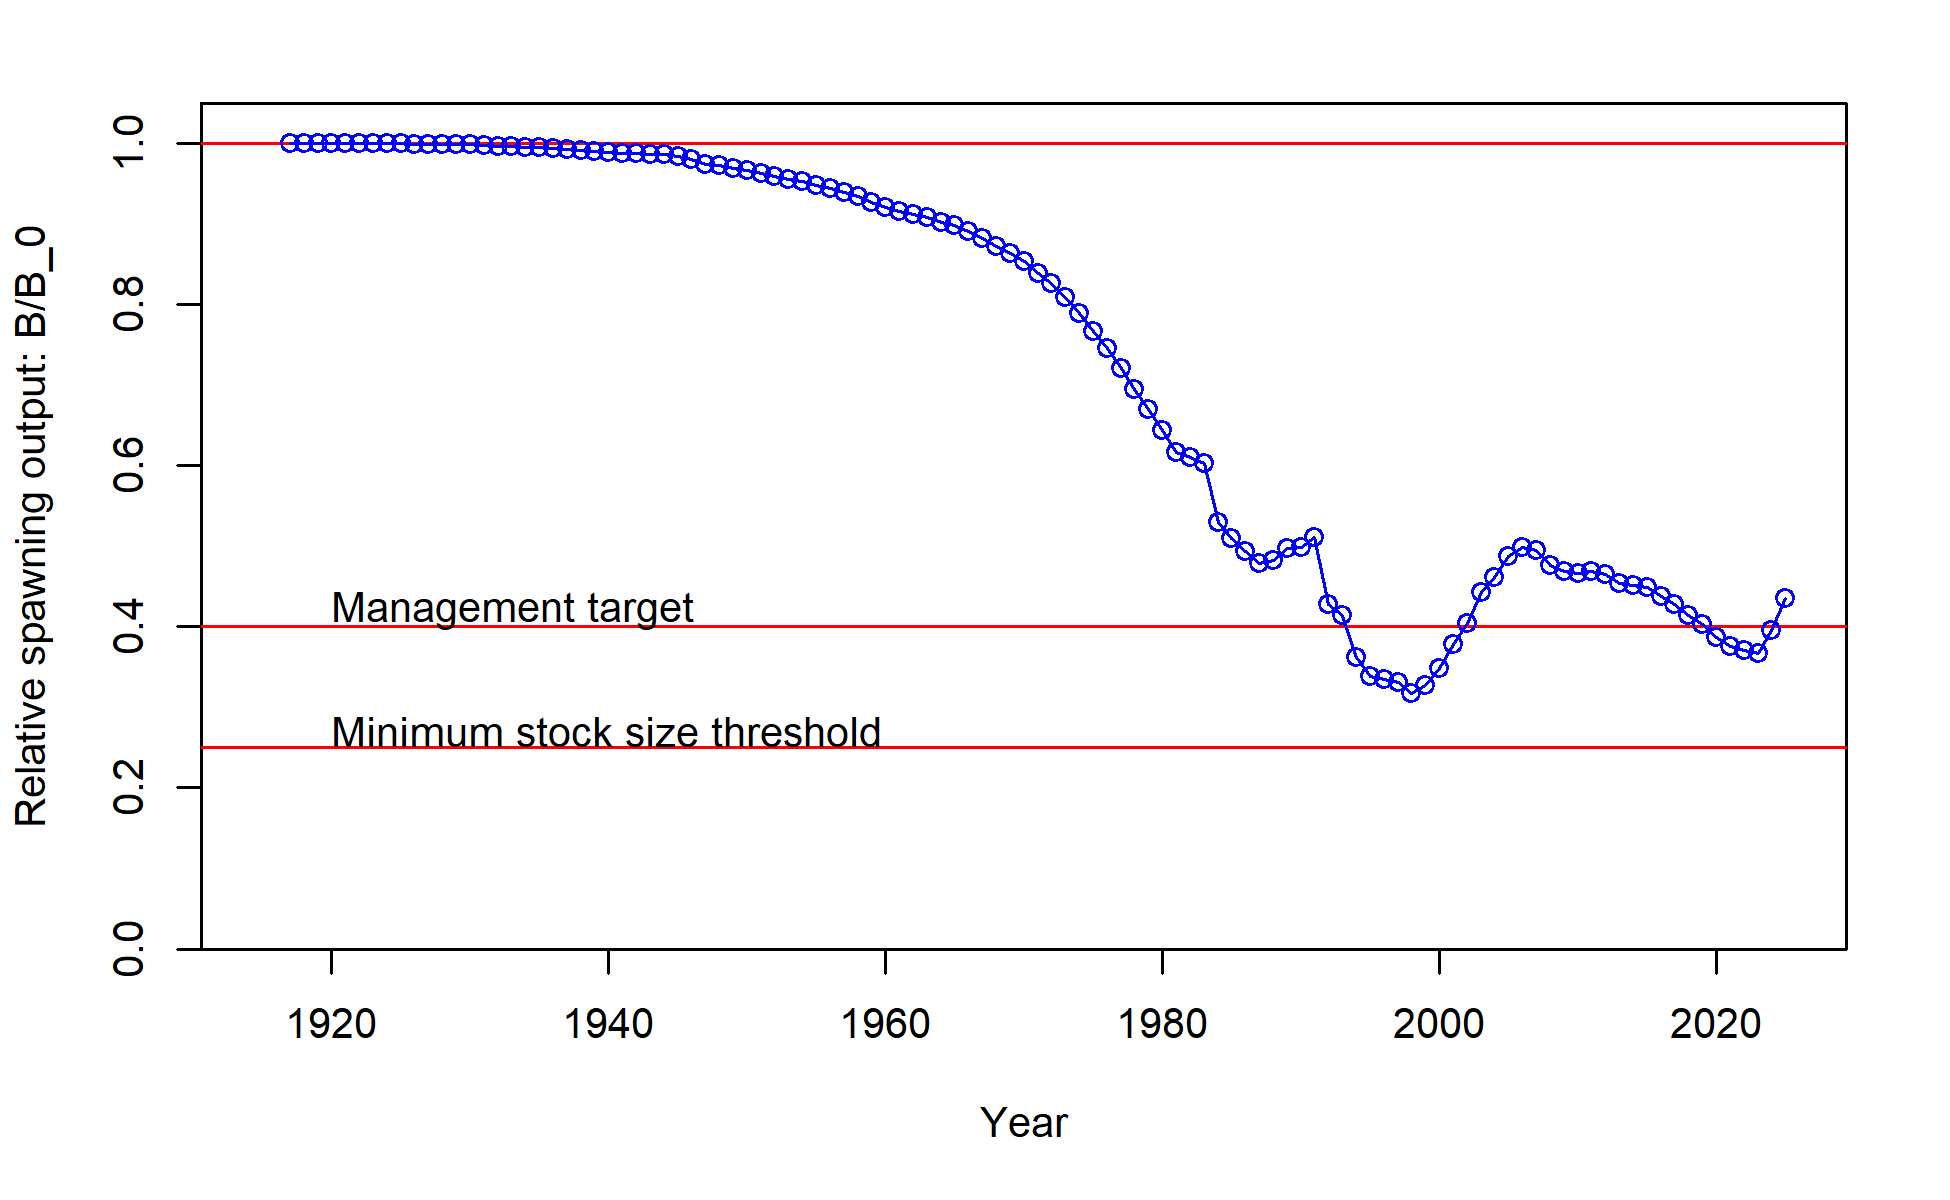 Relative spawning output: B/B_0
1.0
0.8
0.6
0.4
0.2
0.0
Management target
Minimum stock size threshold
1920 1940 1960 1980 2000 2020
Year